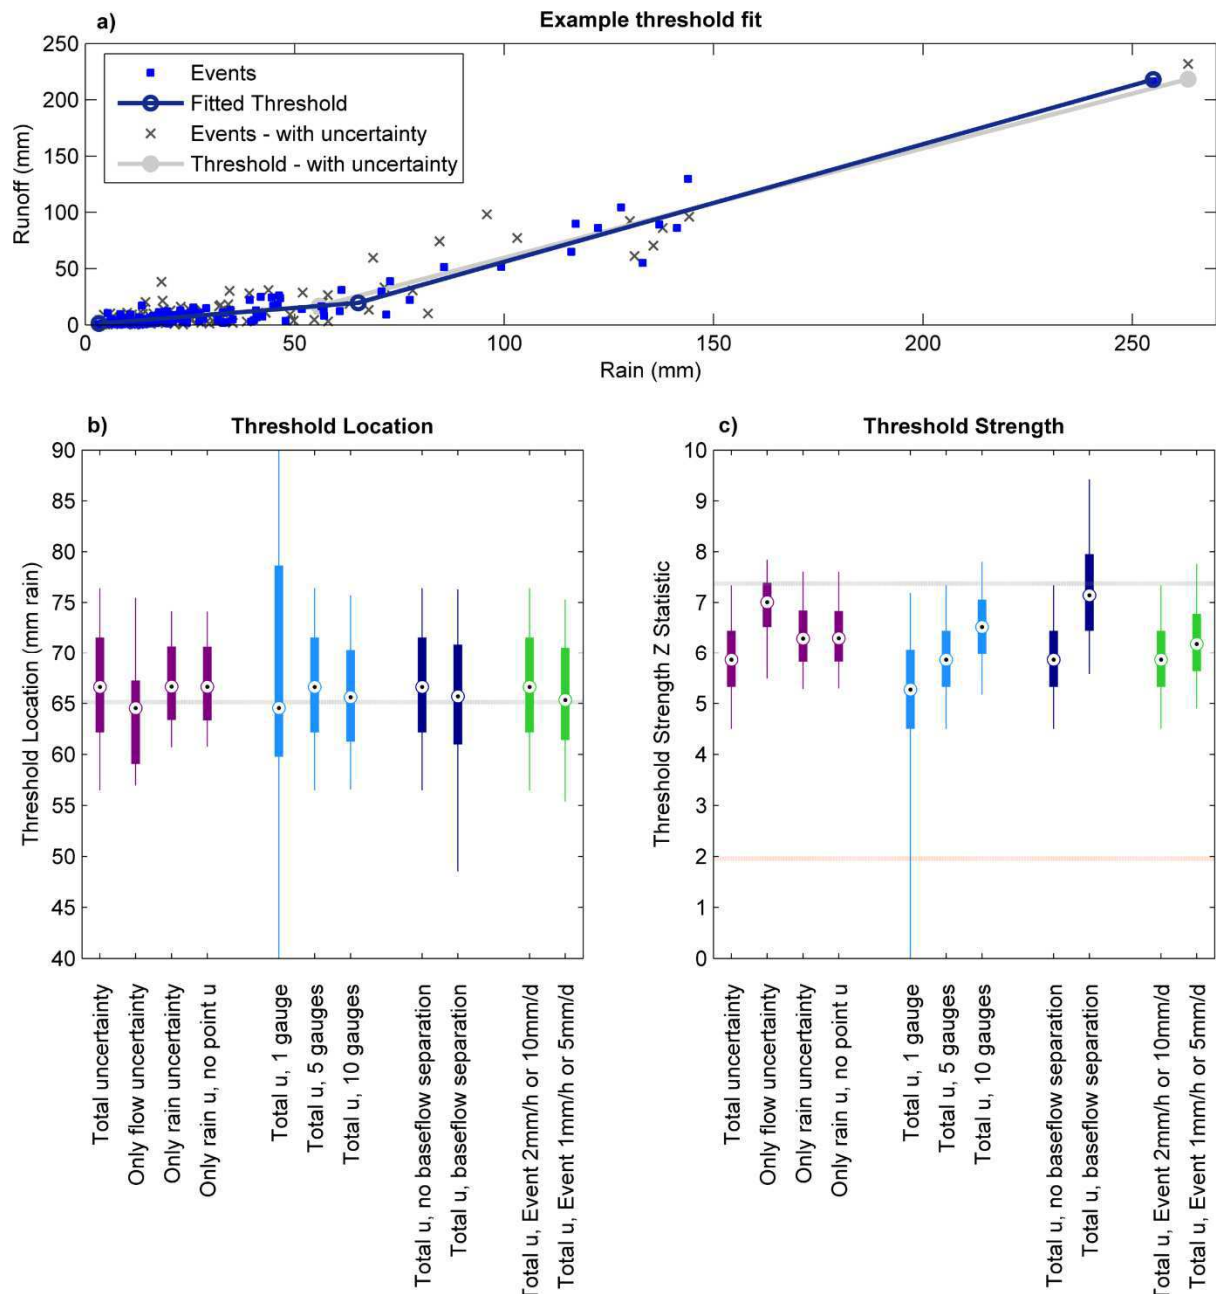 a) Example threshold fit
250
200
150
100
50
0
Runoff (mm)
Events
Fitted Threshold
Events - with uncertainty
Threshold - with uncertainty
0 50 100 150 200 250
Rain (mm)
b) Threshold Location
90
85
80
75
70
65
60
55
50
45
40
Threshold Location (mm rain)
Total uncertainty
Only flow uncertainty
Only rain uncertainty
Only rain u, no point u
Total u, 1 gauge
Total u, 5 gauges
Total u, 10 gauges
Total u, no baseflow separation
Total u, baseflow separation
Total u, Event 2mm/h or 10mm/d
Total u, Event 1mm/h or 5mm/d
c) Threshold Strength
10
9
8
7
6
5
4
3
2
1
0
Threshold Strength Z Statistic
Total uncertainty
Only flow uncertainty
Only rain uncertainty
Only rain u, no point u
Total u, 1 gauge
Total u, 5 gauges
Total u, 10 gauges
Total u, no baseflow separation
Total u, baseflow separation
Total u, Event 2mm/h or 10mm/d
Total u, Event 1mm/h or 5mm/d